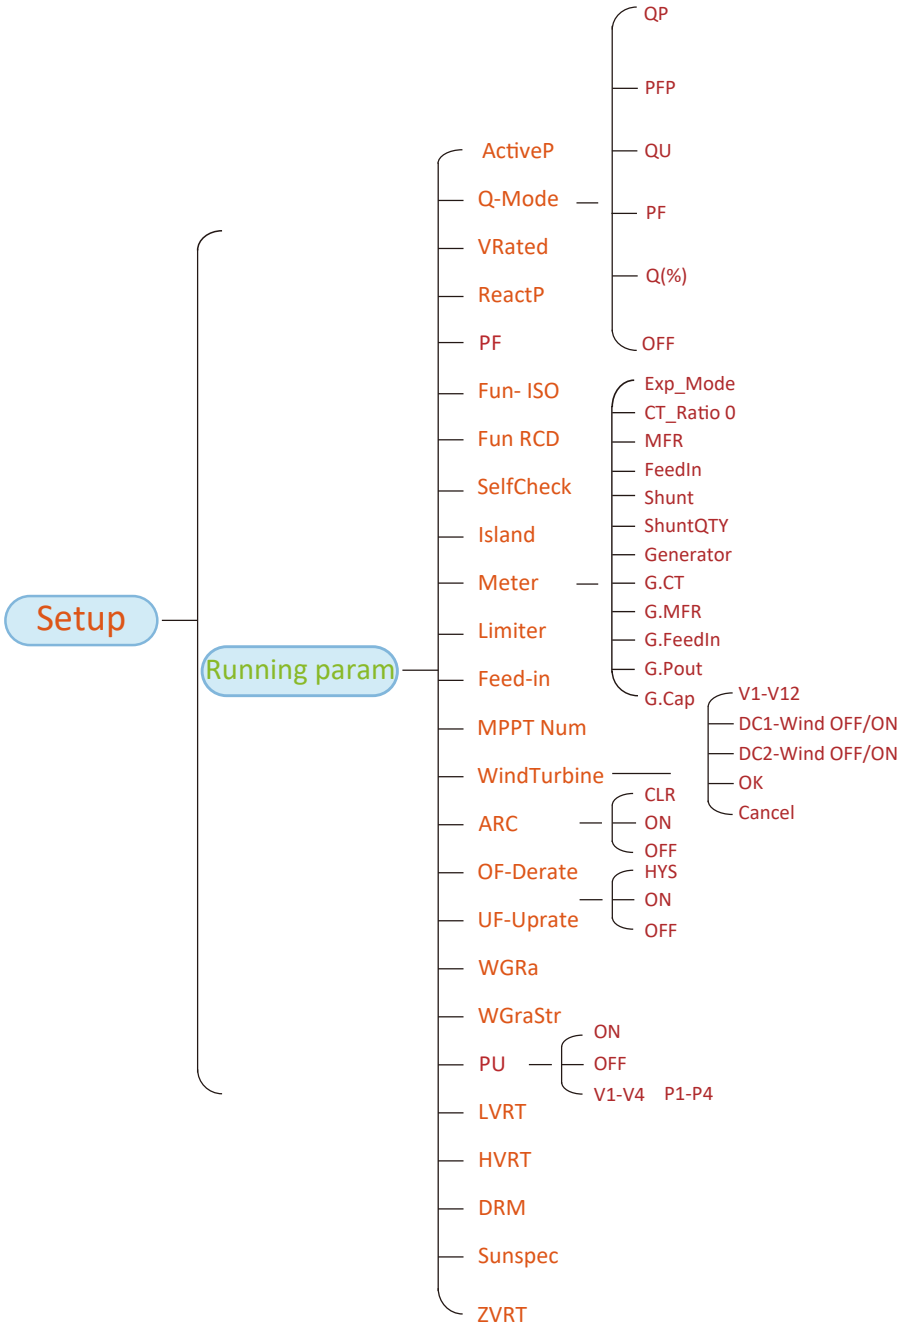 Setup
Running param
ActiveP
Q-Mode
QP
PFP
QU
PF
Q(%)
OFF
VRated
ReactP
PF
Fun- ISO
Fun RCD
SelfCheck
Island
Meter
Exp_Mode
CT_Ratio 0
MFR
FeedIn
Shunt
ShuntQTY
Generator
G.CT
G.MFR
G.FeedIn
G.Pout
G.Cap
Limiter
Feed-in
MPPT Num
WindTurbine
V1-V12
DC1-Wind OFF/ON
DC2-Wind OFF/ON
OK
Cancel
ARC
CLR
ON
OFF
OF-Derate
UF-Uprate
HYS
ON
OFF
WGRa
WGraStr
PU
ON
OFF
V1-V4 P1-P4
LVRT
HVRT
DRM
Sunspec
ZVRT